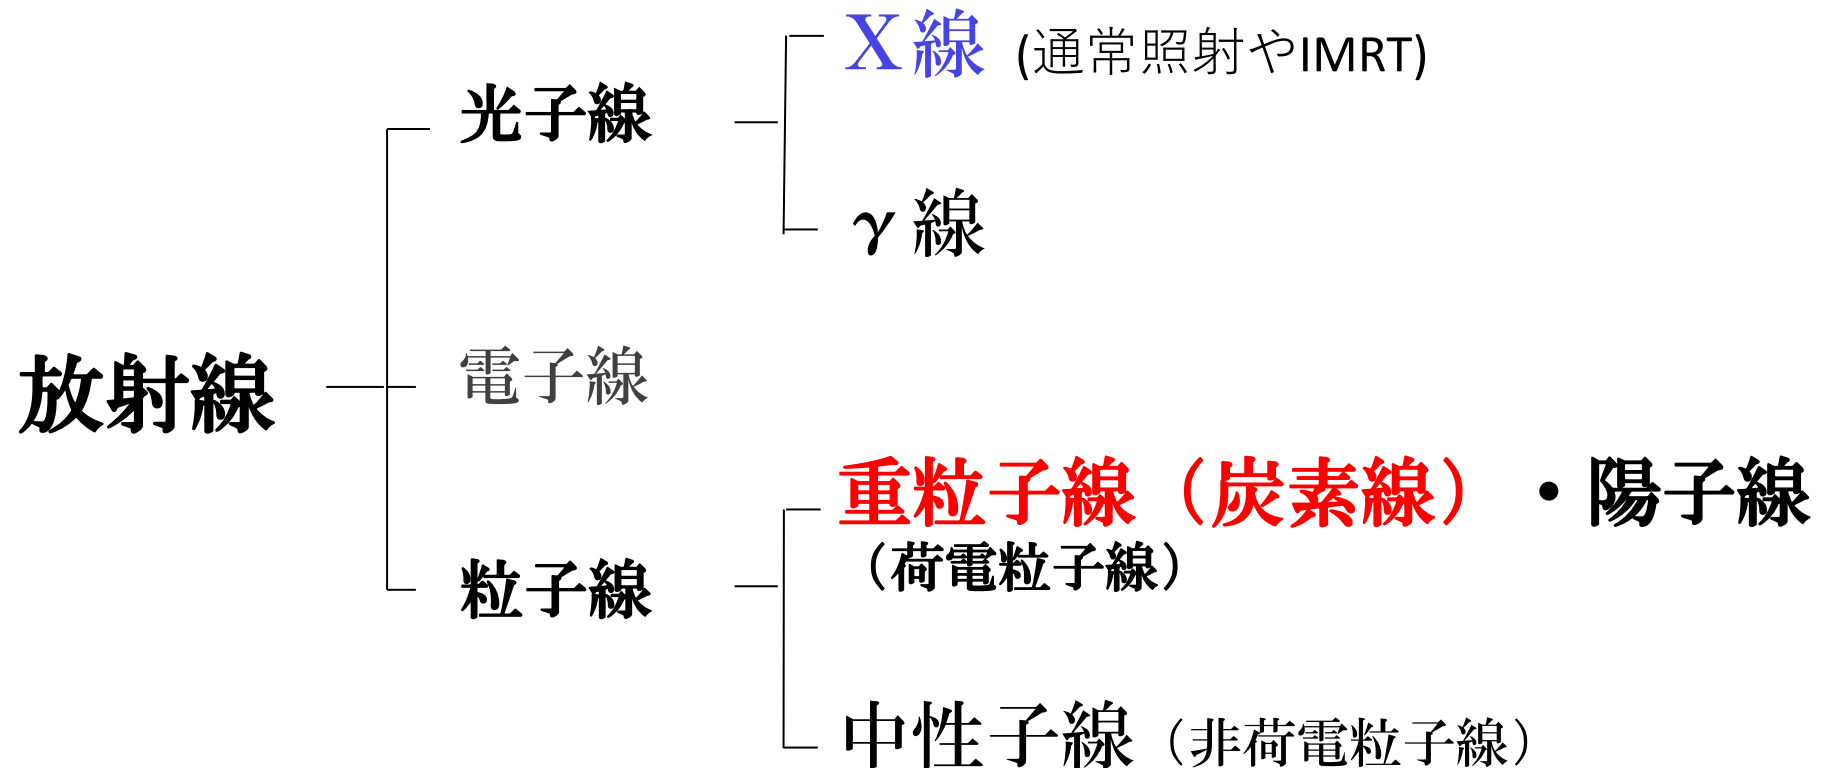 X線 (通常照射やIMRT)
光子線
γ線
放射線
電子線
重粒子線（炭素線）・陽子線
（荷電粒子線）
粒子線
中性子線（非荷電粒子線）